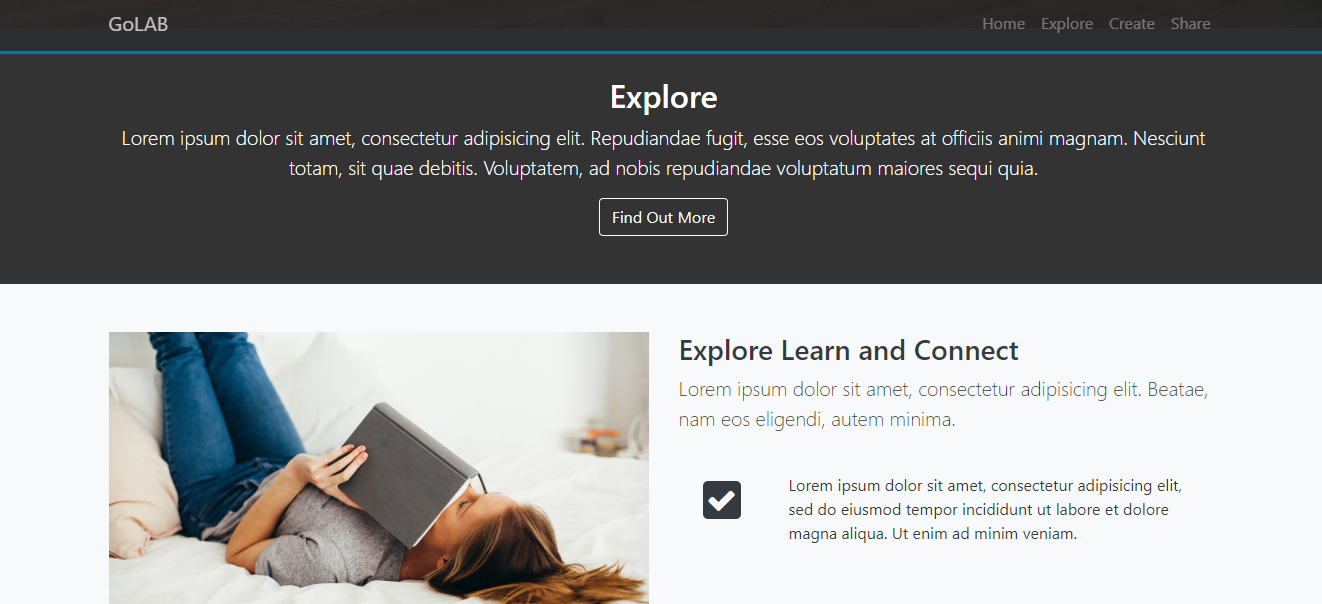 GoLAB
Home Explore Create Share
Explore
Lorem ipsum dolor sit amet, consectetur adipisicing elit. Repudiandae fugit, esse eos voluptates at officiis animi magnam. Nesciunt
totam, sit quae debitis. Voluptatem, ad nobis repudiandae voluptatum maiores sequi quia.
Find Out More
Explore Learn and Connect
Lorem ipsum dolor sit amet, consectetur adipisicing elit. Beatae,
nam eos eligendi, autem minima.
Lorem ipsum dolor sit amet, consectetur adipisicing elit,
sed do eiusmod tempor incididunt ut labore et dolore
magna aliqua. Ut enim ad minim veniam.